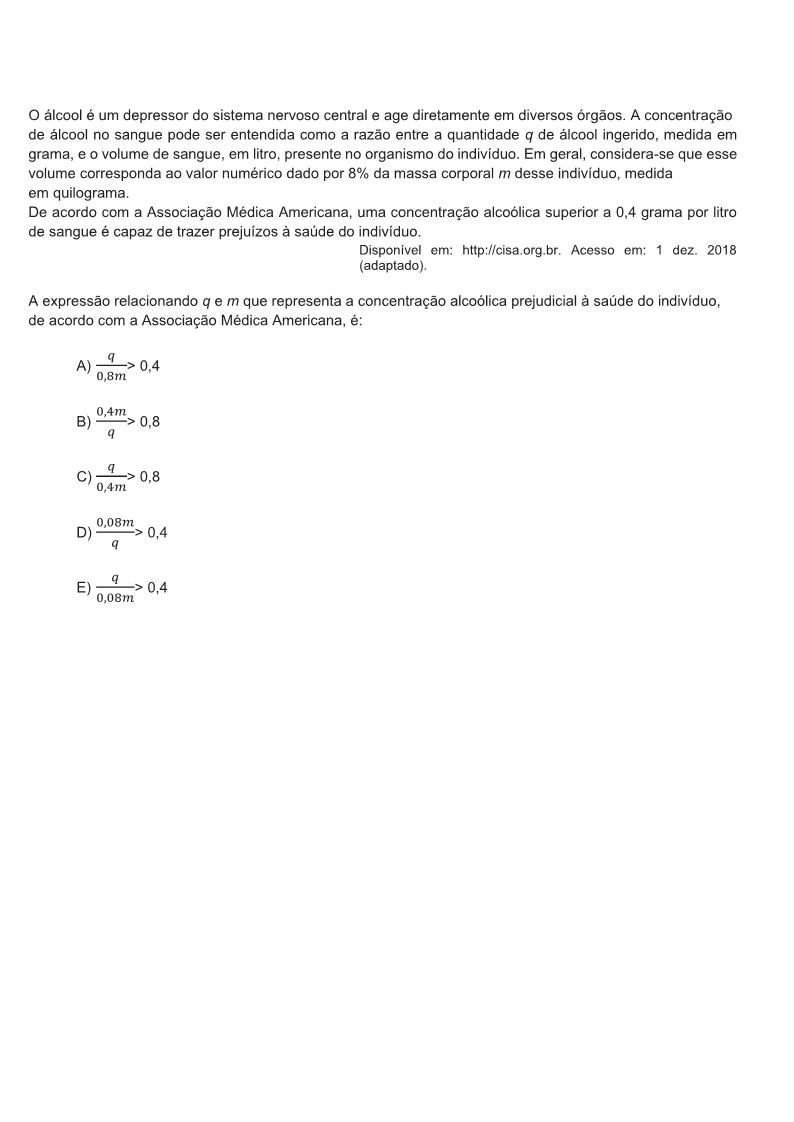 O álcool é um depressor do sistema nervoso central e age diretamente em diversos órgãos. A concentração
de álcool no sangue pode ser entendida como a razão entre a quantidade q de álcool ingerido, medida em
grama, e o volume de sangue, em litro, presente no organismo do indivíduo. Em geral, considera-se que esse
volume corresponda ao valor numérico dado por 8% da massa corporal m desse indivíduo, medida
em quilograma.
De acordo com a Associação Médica Americana, uma concentração alcoólica superior a 0,4 grama por litro
de sangue é capaz de trazer prejuízos à saúde do indivíduo.
Disponível em: http://cisa.org.br. Acesso em: 1 dez. 2018
(adaptado).
A expressão relacionando q e m que representa a concentração alcoólica prejudicial à saúde do indivíduo,
de acordo com a Associação Médica Americana, é:
A) q/0,8m > 0,4
B) 0,4m/q > 0,8
C) q/0,4m > 0,8
D) 0,08m/q > 0,4
E) q/0,08m > 0,4